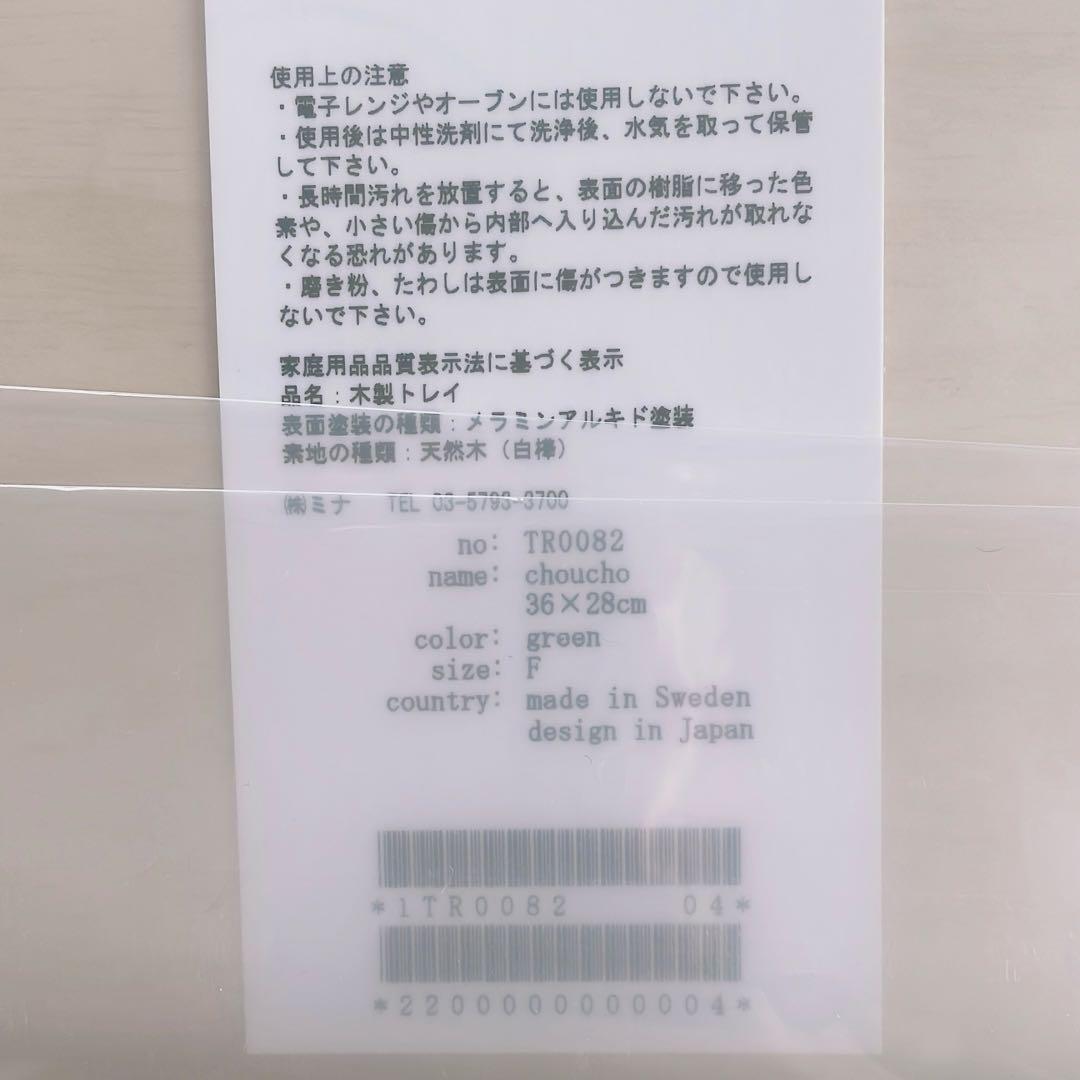 使用上の注意
・電子レンジやオーブンには使用しないで下さい。
・使用後は中性洗剤にて洗浄後、水気を取って保管
して下さい。
・長時間汚れを放置すると、表面の樹脂に移った色
素や、小さい傷から内部へ入り込んだ汚れが取れな
くなる恐れがあります。
・磨き粉、たわしは表面に傷がつきますので使用し
ないで下さい。
家庭用品品質表示法に基づく表示
品名：木製トレイ
表面塗装の種類：メラミンアルキド塗装
素地の種類：天然木（白樺）
㈱ミナ　TEL 03-5793-3700
no: TR0082
name: choucho
36×28cm
color: green
size: F
country: made in Sweden
design in Japan
*1TR0082 04*
*2200000000004*